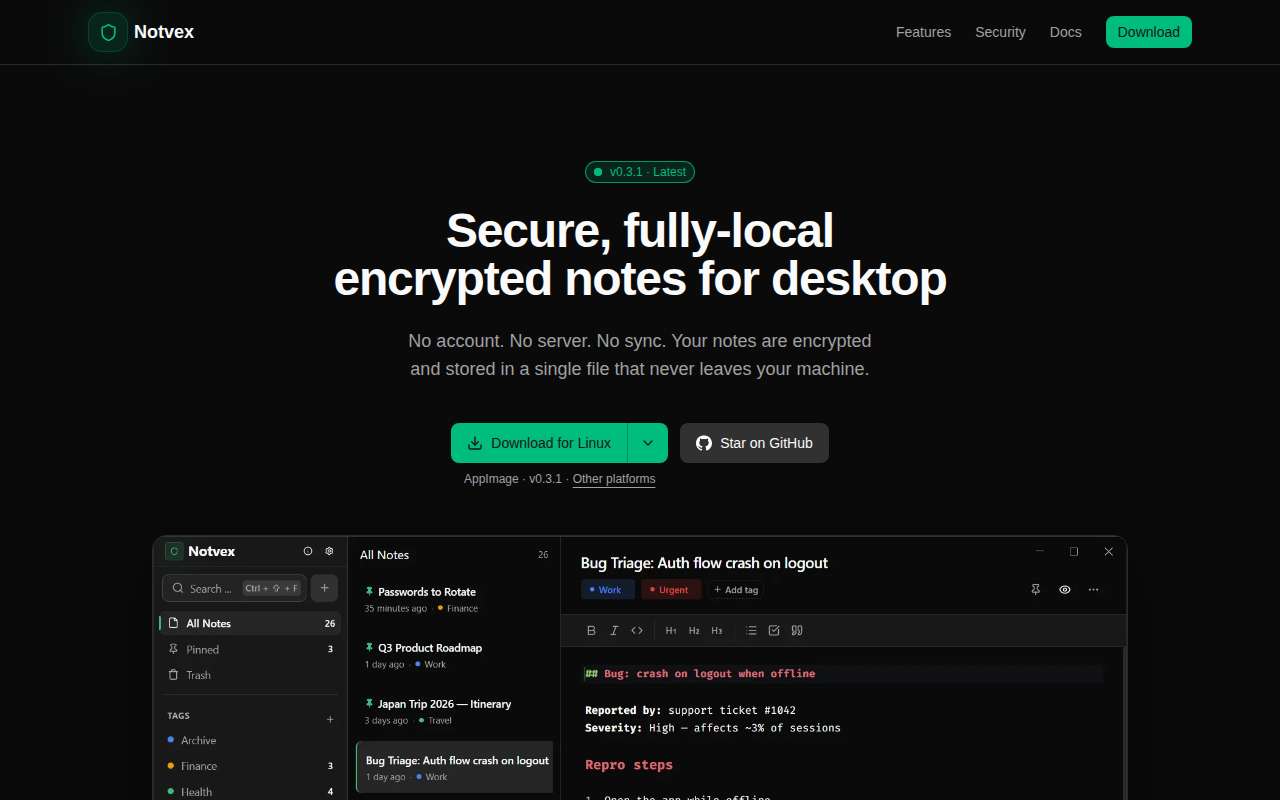 Notvex
Features
Security
Docs
Download
v0.3.1 · Latest
Secure, fully-local
encrypted notes for desktop
No account. No server. No sync. Your notes are encrypted
and stored in a single file that never leaves your machine.
Download for Linux
Star on GitHub
AppImage · v0.3.1 · Other platforms
Notvex
Search ...
Ctrl + ⇧ + F
All Notes 26
Pinned 3
Trash
TAGS
Archive
Finance 3
Health 4
All Notes 26
Passwords to Rotate
35 minutes ago · Finance
Q3 Product Roadmap
1 day ago · Work
Japan Trip 2026 — Itinerary
3 days ago · Travel
Bug Triage: Auth flow crash on logout
1 day ago · Work
Bug Triage: Auth flow crash on logout
Work
Urgent
+ Add tag
B I <> H1 H2 H3
## Bug: crash on logout when offline
Reported by: support ticket #1042
Severity: High — affects ~3% of sessions
Repro steps
1. Open the app while offline